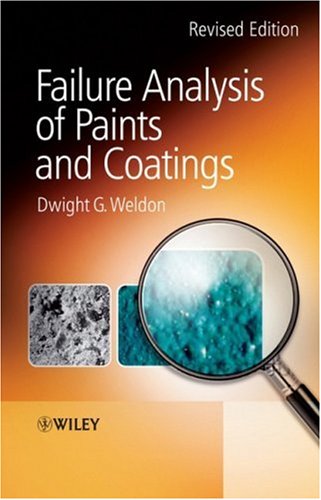 Revised Edition
Failure Analysis
of Paints
and Coatings
Dwight G. Weldon
WILEY